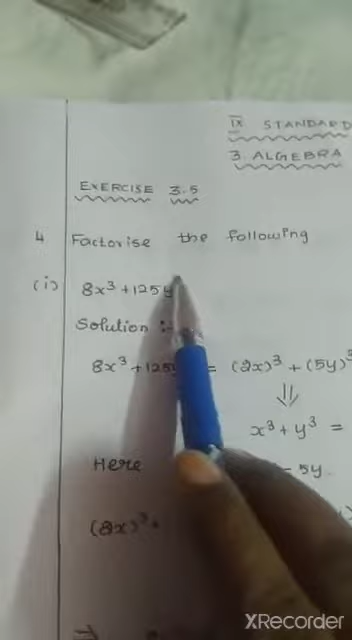 IX STANDARD
3. ALGEBRA
EXERCISE 3.5
4 Factorise the following
(i) 8x³ + 125y
Solution :-
8x³ + 125y = (2x)³ + (5y)³
⇓
x³ + y³ =
Here 5y.
(2x)³ +
XRecorder